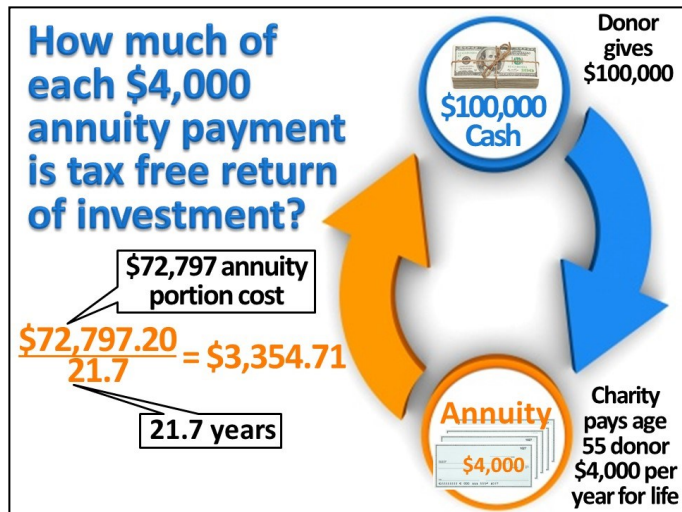 How much of
each $4,000
annuity payment
is tax free return
of investment?
$72,797 annuity
portion cost
$72,797.20
21.7
= $3,354.71
21.7 years
$100,000
Cash
Donor
gives
$100,000
Annuity
$4,000
Charity
pays age
55 donor
$4,000 per
year for life